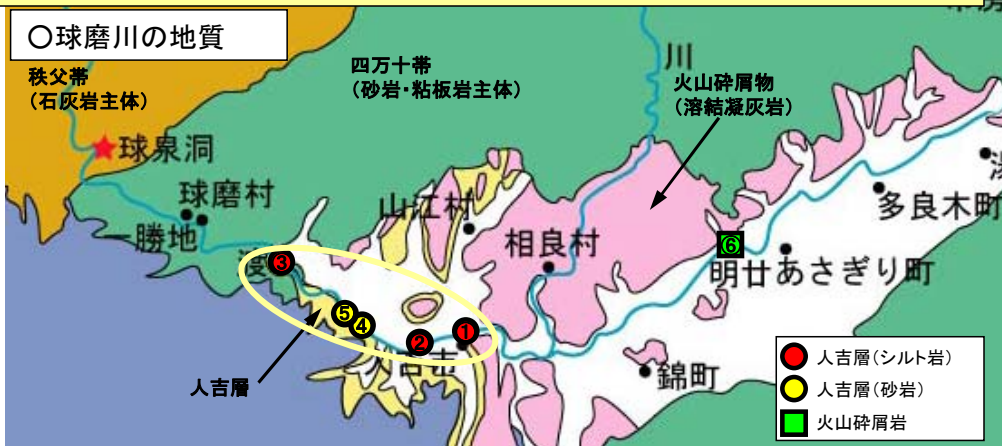 ○球磨川の地質
秩父帯
(石灰岩主体)
四万十帯
(砂岩・粘板岩主体)
川
火山砕屑物
(溶結凝灰岩)
球泉洞
球磨村
一勝地
山江村
相良村
多良木町
明廿
あさぎり町
錦町
人吉市
人吉層
③
⑤
④
②
①
⑥
人吉層(シルト岩)
人吉層(砂岩)
火山砕屑岩